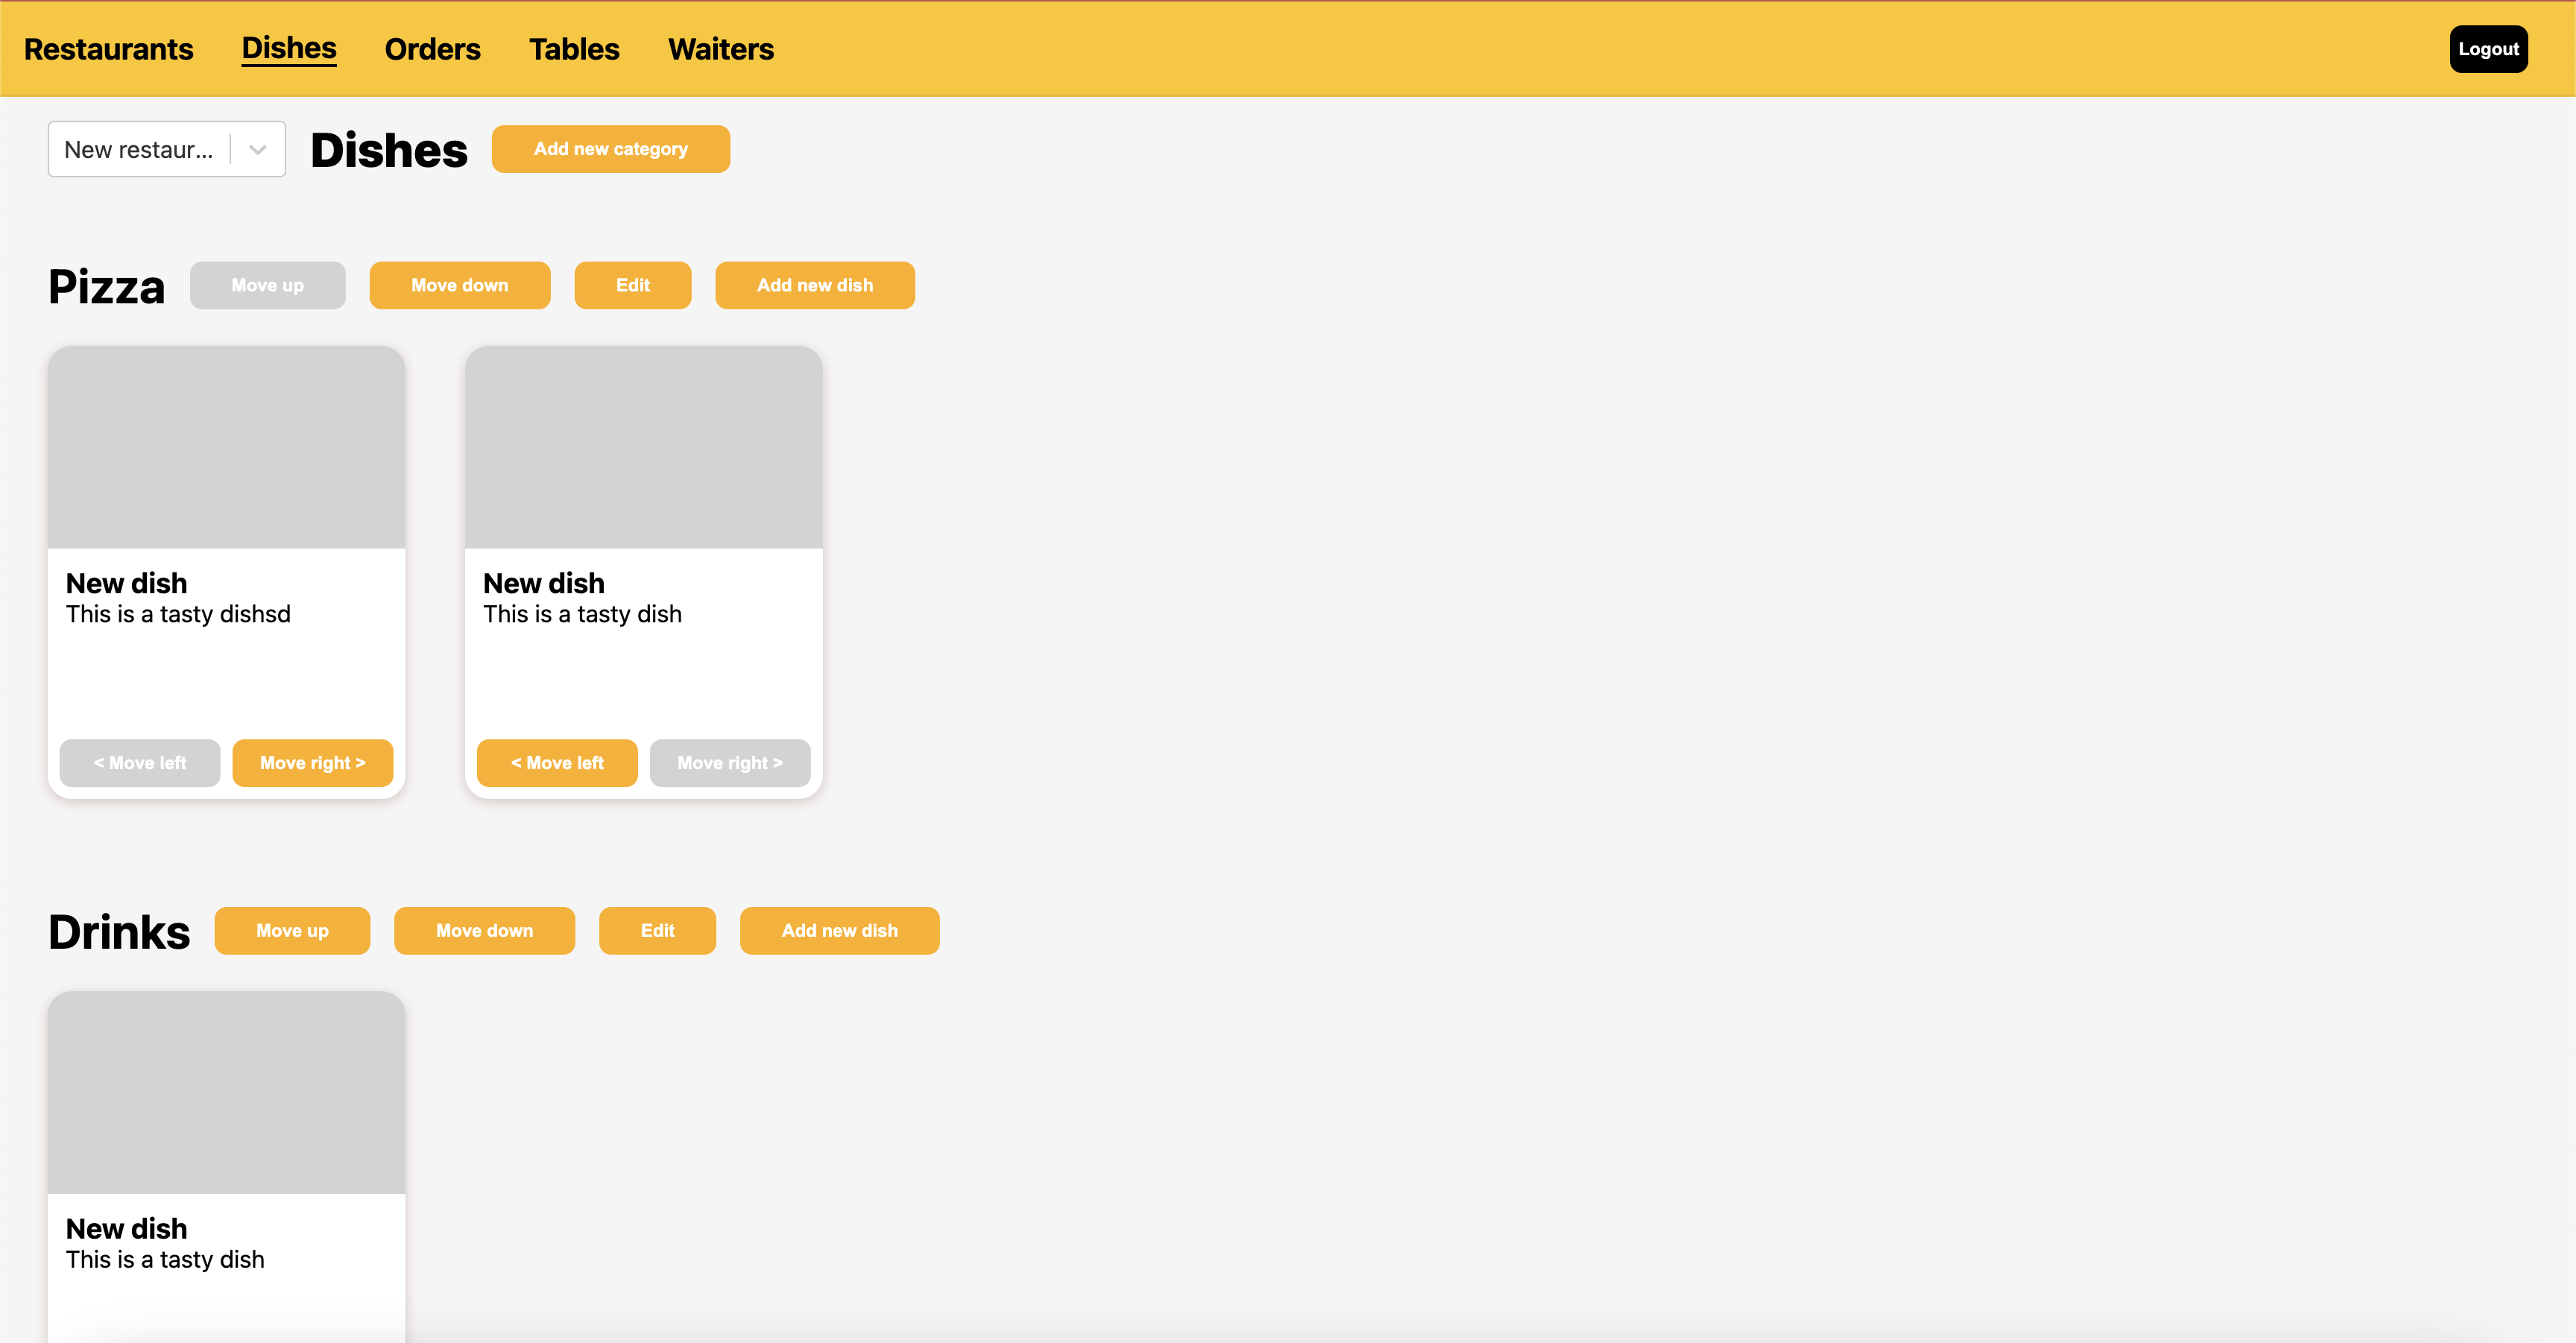 Restaurants Dishes Orders Tables Waiters Logout
New restaur... Dishes Add new category
Pizza Move up Move down Edit Add new dish
New dish
This is a tasty dishsd
< Move left Move right >
New dish
This is a tasty dish
< Move left Move right >
Drinks Move up Move down Edit Add new dish
New dish
This is a tasty dish